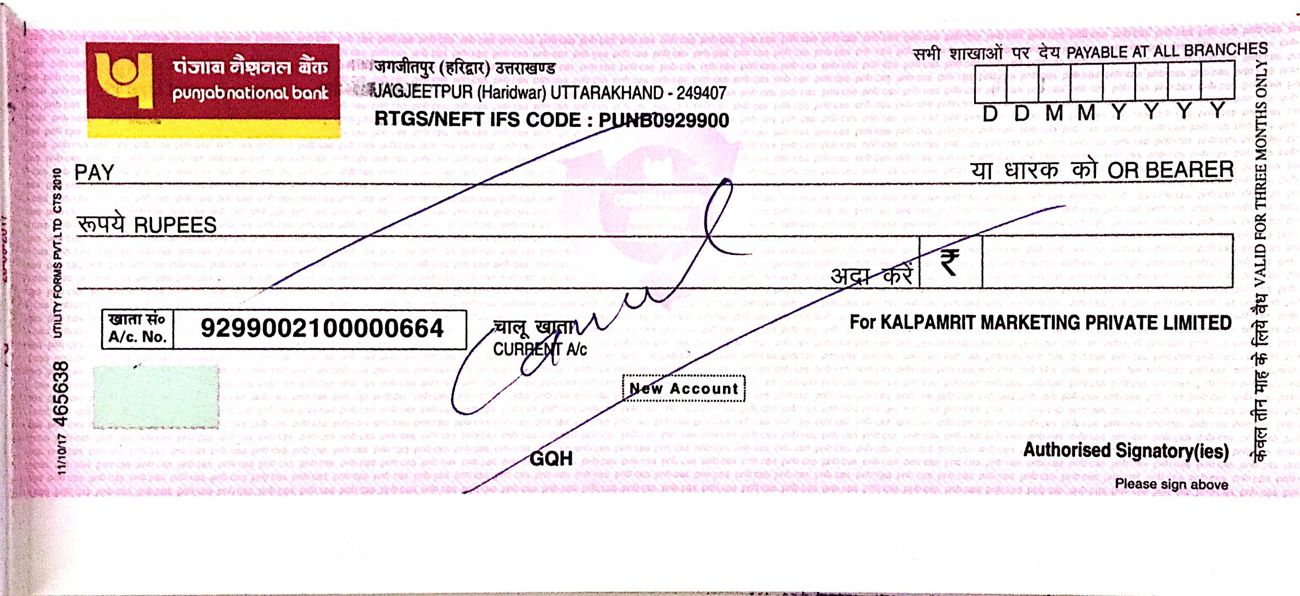 पंजाब नैशनल बैंक
punjab national bank
जगजीतपुर (हरिद्वार) उत्तराखण्ड
JAGJEETPUR (Haridwar) UTTARAKHAND - 249407
RTGS/NEFT IFS CODE : PUNB0929900
सभी शाखाओं पर देय PAYABLE AT ALL BRANCHES
D D M M Y Y Y Y
PAY
या धारक को OR BEARER
रूपये RUPEES
अदा करें ₹
खाता सं० A/c. No. 9299002100000664
चालू खाता
CURRENT A/c
For KALPAMRIT MARKETING PRIVATE LIMITED
Cancel
New Account
GQH
Authorised Signatory(ies)
Please sign above
UTILITY FORMS PVT.LTD CTS 2010
11/10/17 465638
केवल तीन माह के लिये वैध VALID FOR THREE MONTHS ONLY